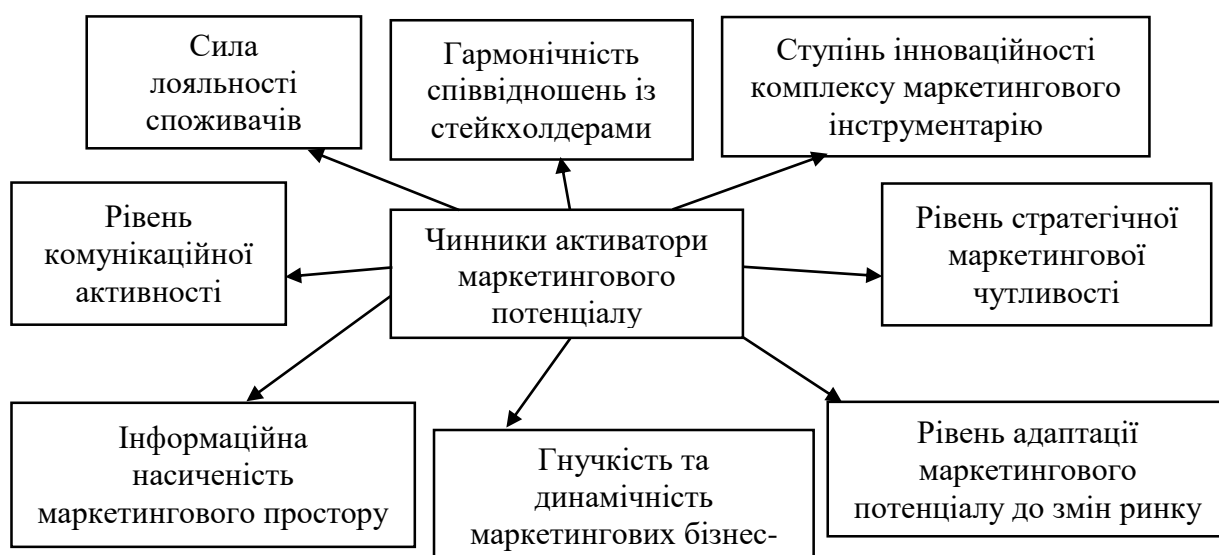 Сила
лояльності
споживачів
Гармонічність
співвідношень із
стейкхолдерами
Ступінь інноваційності
комплексу маркетингового
інструментарію
Рівень
комунікаційної
активності
Чинники активатори
маркетингового
потенціалу
Рівень стратегічної
маркетингової
чутливості
Інформаційна
насиченість
маркетингового простору
Гнучкість та
динамічність
маркетингових бізнес-
Рівень адаптації
маркетингового
потенціалу до змін ринку